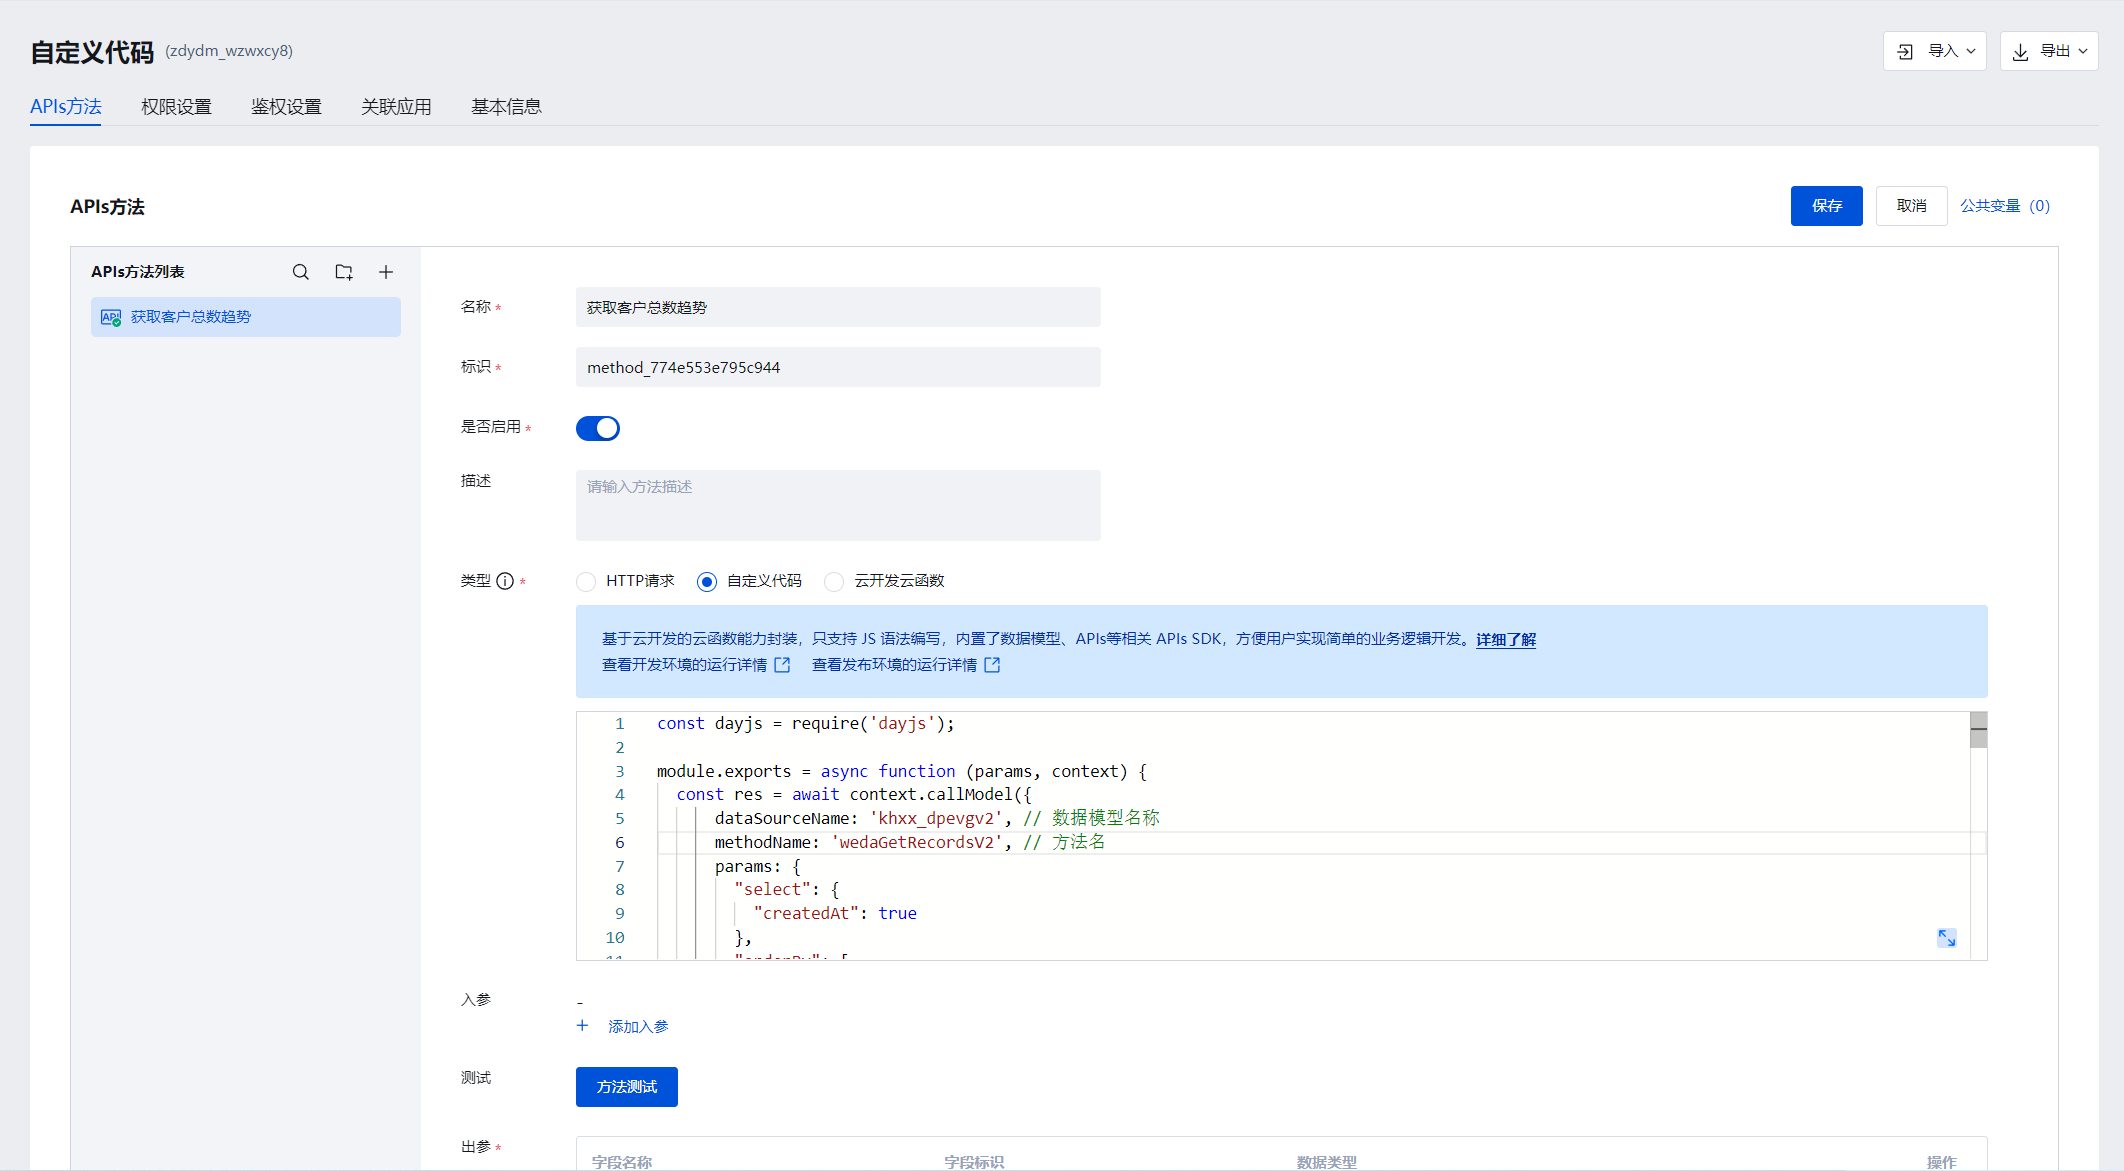 自定义代码 (zdydm_wzwxcy8)
导入
导出
APIs方法 权限设置 鉴权设置 关联应用 基本信息
APIs方法
保存 取消 公共变量 (0)
APIs方法列表
API 获取客户总数趋势
名称 * 获取客户总数趋势
标识 * method_774e553e795c944
是否启用 *
描述 请输入方法描述
类型 * HTTP请求 自定义代码 云开发云函数
基于云开发的云函数能力封装，只支持 JS 语法编写，内置了数据模型、APIs等相关 APIs SDK，方便用户实现简单的业务逻辑开发。详细了解
查看开发环境的运行详情 查看发布环境的运行详情
1 const dayjs = require('dayjs');
2
3 module.exports = async function (params, context) {
4 const res = await context.callModel({
5 dataSourceName: 'khxx_dpevgv2', // 数据模型名称
6 methodName: 'wedaGetRecordsV2', // 方法名
7 params: {
8 "select": {
9 "createdAt": true
10 },
11 "orderBy": [
入参 -
+ 添加入参
测试 方法测试
出参 *
字段名称 字段标识 数据类型 操作